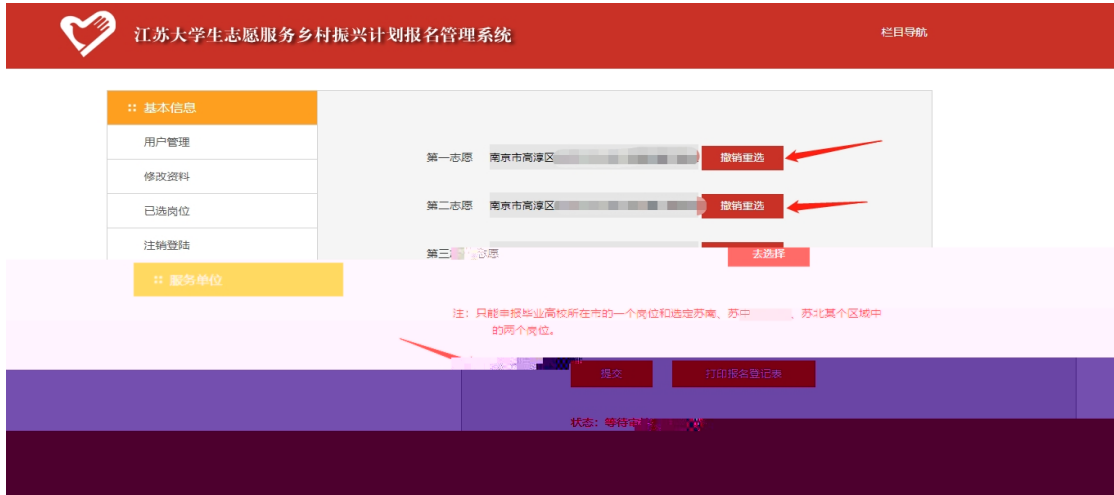 江苏大学生志愿服务乡村振兴计划报名管理系统
栏目导航
基本信息
用户管理
修改资料
已选岗位
注销登陆
服务单位
第一志愿 南京市高淳区 撤销重选
第二志愿 南京市高淳区 撤销重选
第三 志愿 去选择
注：只能申报毕业高校所在市的一个岗位和选定苏南、苏中、苏北某个区域中
的两个岗位。
提交 打印报名登记表
状态：等待